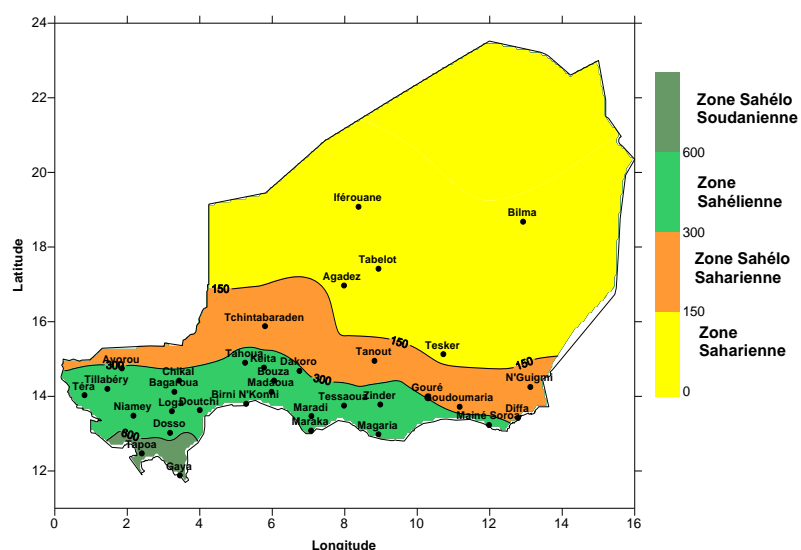 24
22
20
18
16
14
12
Latitude
0
2
4
6
8
10
12
14
16
Longitude
Iférouane
Bilma
Tabelot
Agadez
150
Tchintabaraden
150
Tesker
Tanout
150
N'Guigmi
Ayorou
300
Tahoua
Keita
Dakoro
Chikal
Bouza
300
Tillabéry
Bagaroua
Madaoua
Téra
Gouré
Loga
Doutchi
Birni N'Konni
Tessaoua
Zinder
Goudoumaria
Niamey
Maradi
Mainé Soroa
Diffa
Dosso
Maraka
Magaria
600
Tapoa
Gaya
Zone Sahélo
Soudanienne
600
Zone
Sahélienne
300
Zone Sahélo
Saharienne
150
Zone
Saharienne
0